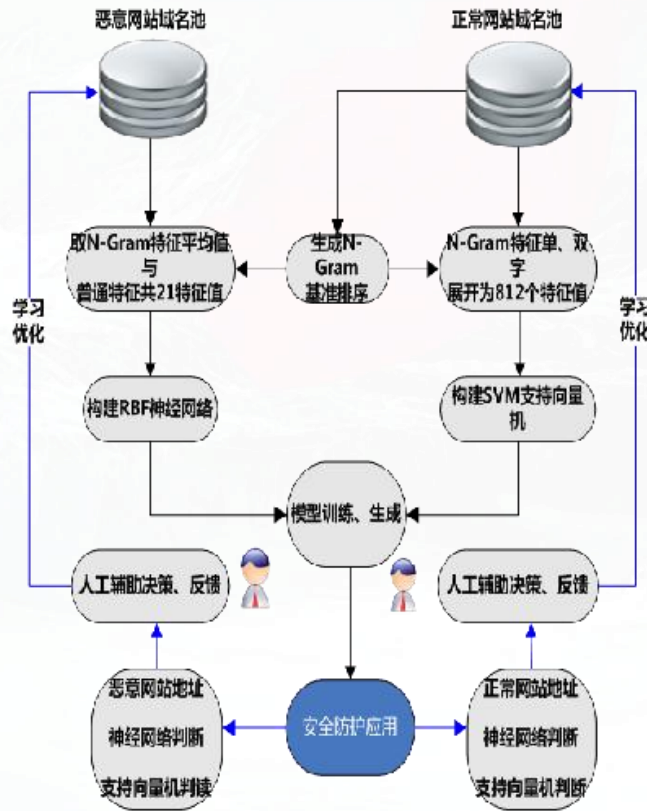 恶意网站域名池
正常网站域名池
取N-Gram特征平均值
与
普通特征共21特征值
生成N-
Gram
基准排序
N-Gram特征单、双
字
展开为812个特征值
学习
优化
学习
优化
构建RBF神经网络
构建SVM支持向量
机
模型训练、生成
人工辅助决策、反馈
人工辅助决策、反馈
恶意网站地址
神经网络判断
支持向量机判读
安全防护应用
正常网站地址
神经网络判断
支持向量机判断